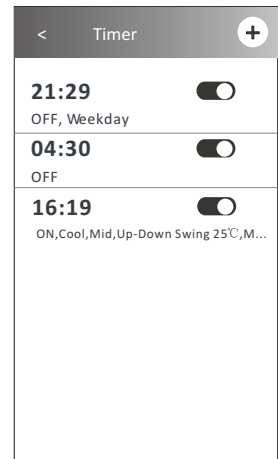 < Timer +
21:29
OFF, Weekday
04:30
OFF
16:19
ON,Cool,Mid,Up-Down Swing 25℃,M...